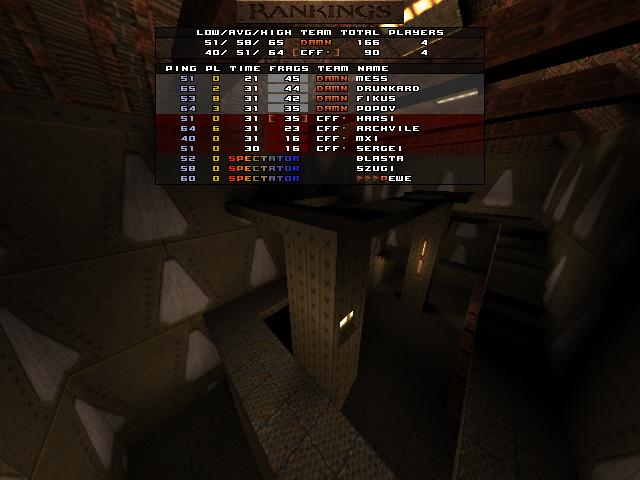 RANKINGS
LOW/AVG/HIGH TEAM TOTAL PLAYERS
51/ 58/ 65 DAMN 166 4
40/ 51/ 64 [CFF·] 90 4
PING PL TIME FRAGS TEAM NAME
51 0 21 45 DAMN MESS
65 2 31 44 DAMN DRUNKARD
53 8 31 42 DAMN FIKUS
64 3 31 35 DAMN POPOV
51 0 31 [ 35] CFF· HARSI
64 6 31 23 CFF· ARCHVILE
40 0 31 16 CFF· MXI
51 0 30 16 CFF· SERGEI
52 0 SPECTATOR BLASTA
58 0 SPECTATOR SZUGI
60 0 SPECTATOR >>>PEWE